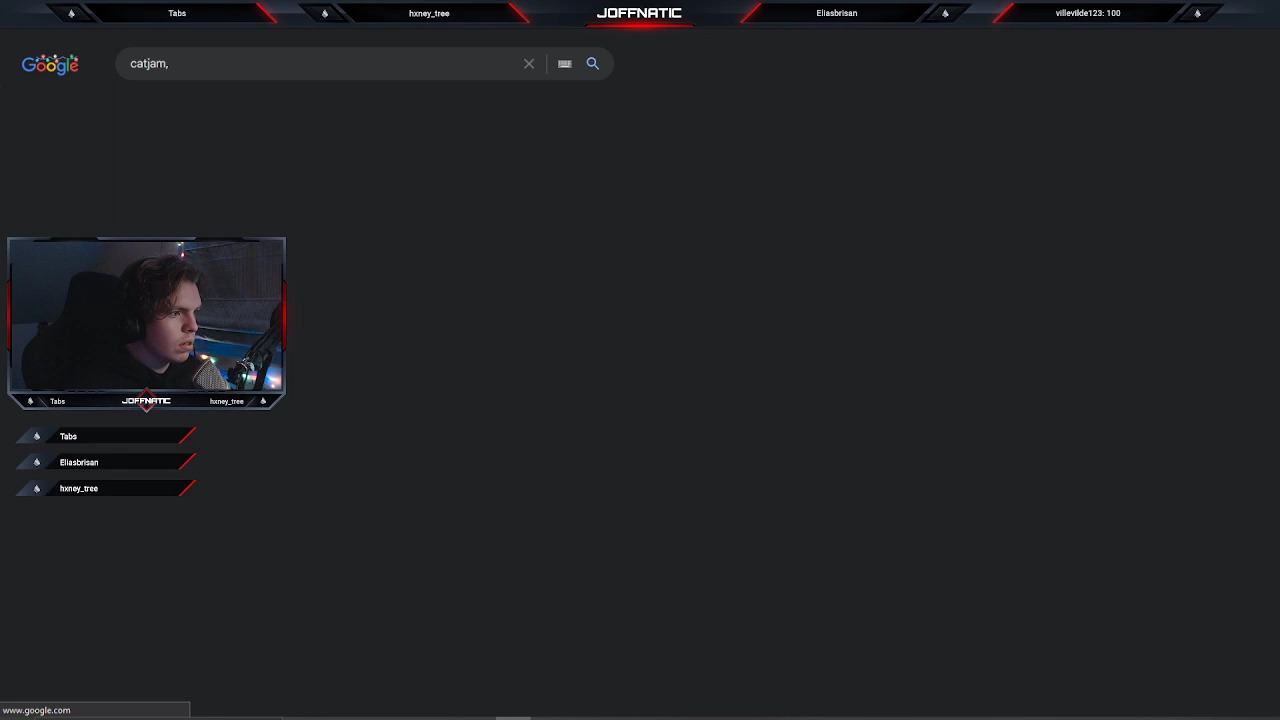 Tabs
hxney_tree
JOFFNATIC
Eliasbrisan
villevilde123: 100
Google
catjam,
Tabs
JOFFNATIC
hxney_tree
Tabs
Eliasbrisan
hxney_tree
www.google.com